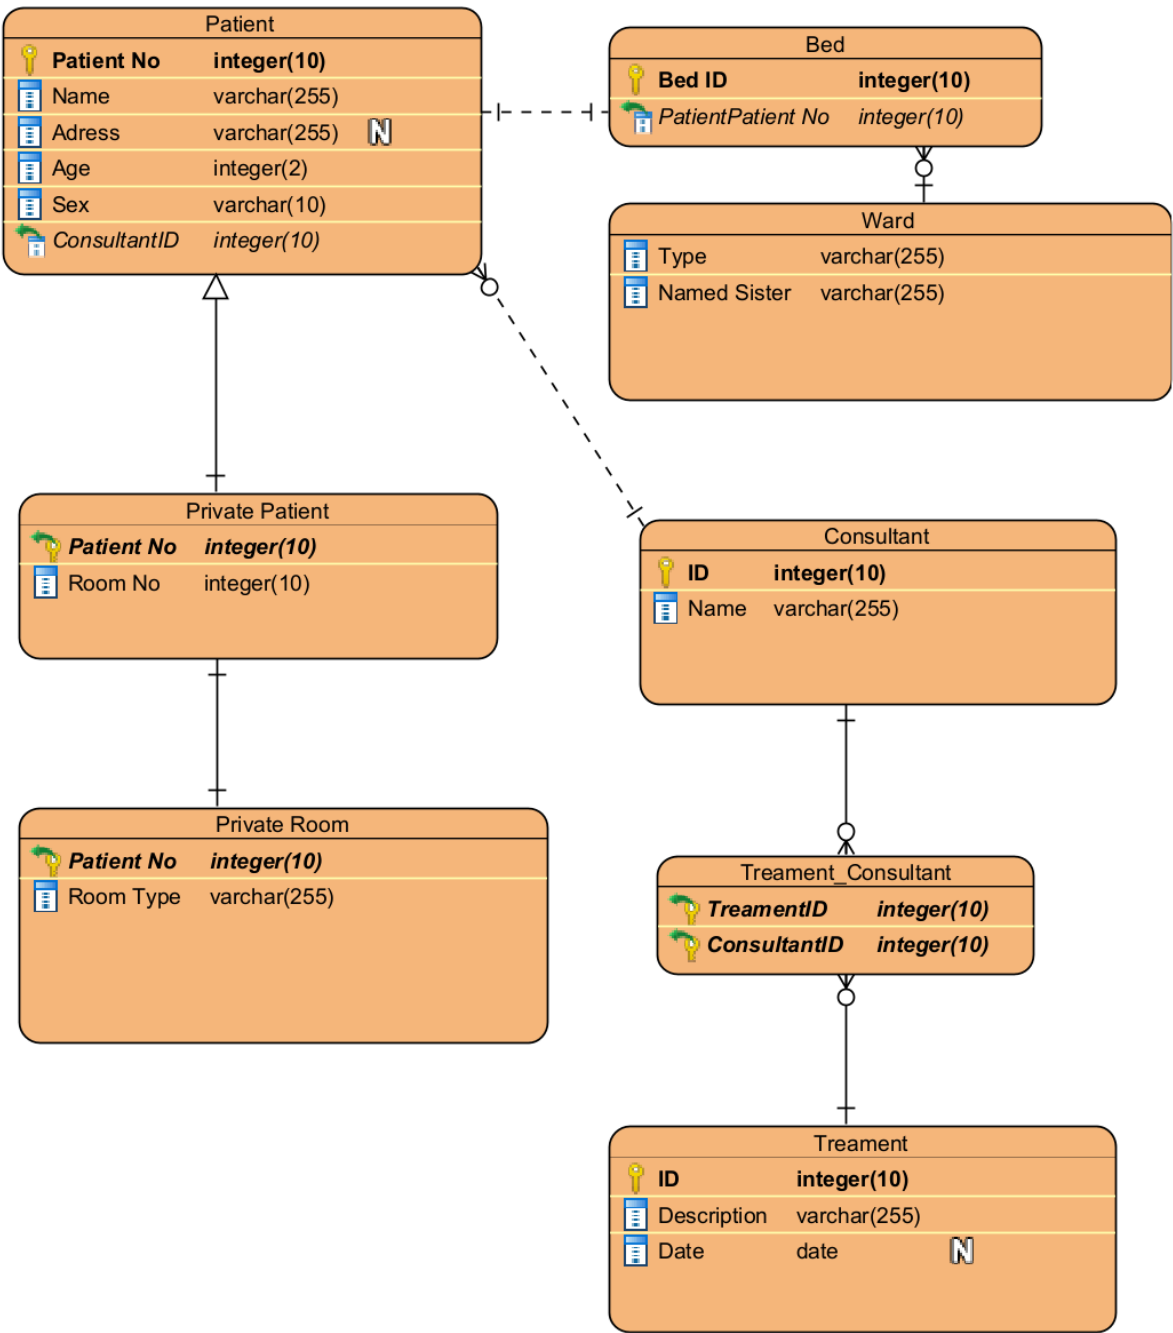 Patient
Patient No integer(10)
Name varchar(255)
Adress varchar(255) N
Age integer(2)
Sex varchar(10)
ConsultantID integer(10)
Bed
Bed ID integer(10)
PatientPatient No integer(10)
Ward
Type varchar(255)
Named Sister varchar(255)
Private Patient
Patient No integer(10)
Room No integer(10)
Consultant
ID integer(10)
Name varchar(255)
Private Room
Patient No integer(10)
Room Type varchar(255)
Treament_Consultant
TreamentID integer(10)
ConsultantID integer(10)
Treament
ID integer(10)
Description varchar(255)
Date date N